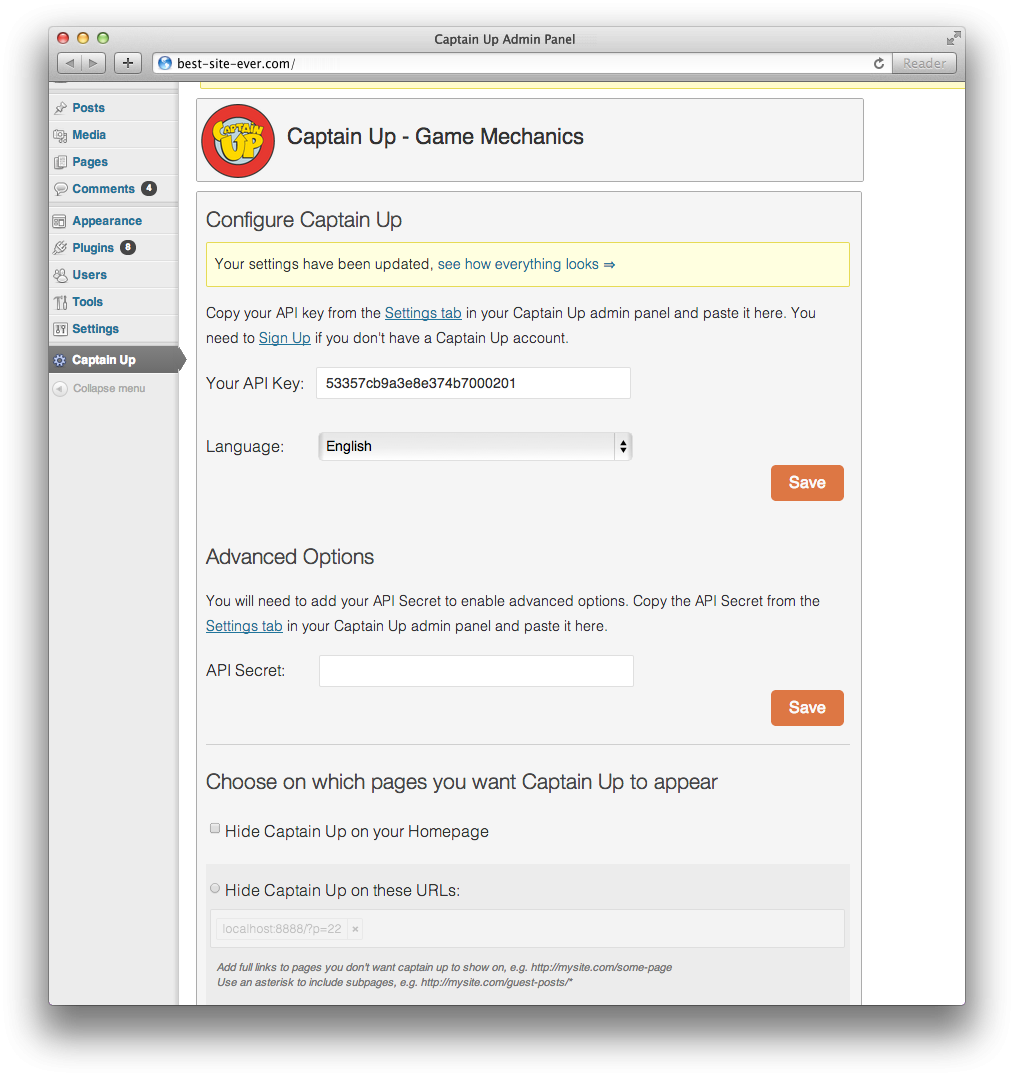 Captain Up Admin Panel
best-site-ever.com/
Reader
Posts
Media
Pages
Comments 4
Appearance
Plugins 8
Users
Tools
Settings
Captain Up
Collapse menu
CAPTAIN
UP
Captain Up - Game Mechanics
Configure Captain Up
Your settings have been updated, see how everything looks ⇒
Copy your API key from the Settings tab in your Captain Up admin panel and paste it here. You
need to Sign Up if you don't have a Captain Up account.
Your API Key: 53357cb9a3e8e374b7000201
Language: English
Save
Advanced Options
You will need to add your API Secret to enable advanced options. Copy the API Secret from the
Settings tab in your Captain Up admin panel and paste it here.
API Secret:
Save
Choose on which pages you want Captain Up to appear
Hide Captain Up on your Homepage
Hide Captain Up on these URLs:
localhost:8888/?p=22 ×
Add full links to pages you don't want captain up to show on, e.g. http://mysite.com/some-page
Use an asterisk to include subpages, e.g. http://mysite.com/guest-posts/*